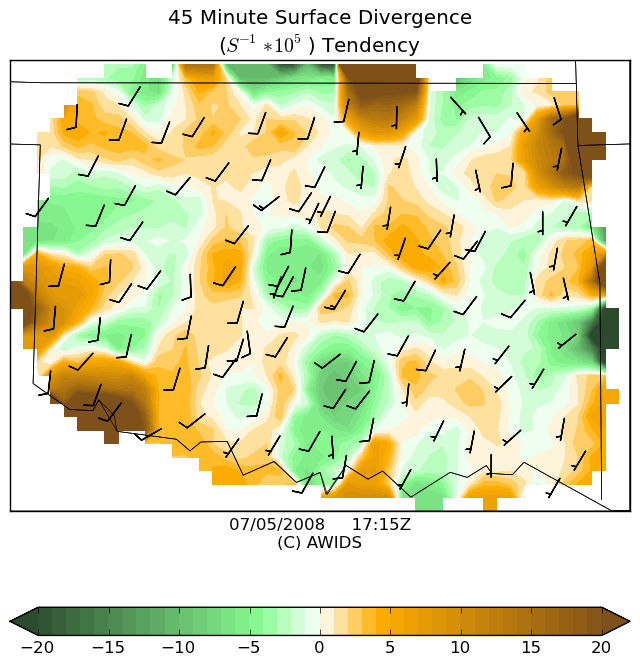 45 Minute Surface Divergence
(S⁻¹ ∗10⁵ ) Tendency
07/05/2008 17:15Z
(C) AWIDS
−20 −15 −10 −5 0 5 10 15 20